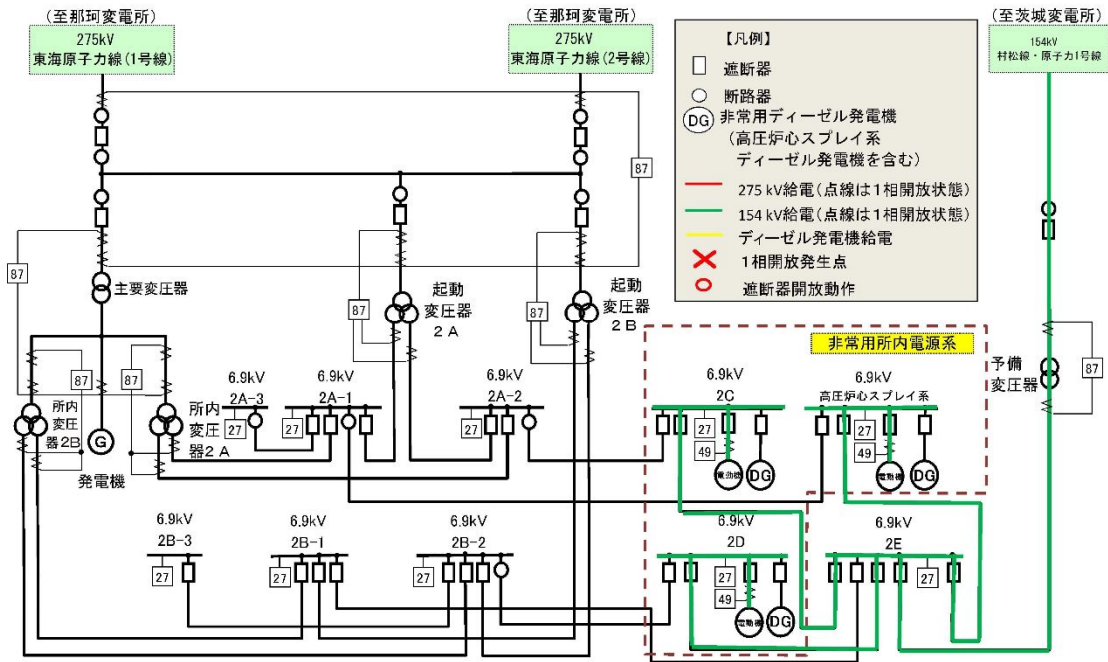 (至那珂変電所)
275kV
東海原子力線(1号線)
(至那珂変電所)
275kV
東海原子力線(2号線)
(至茨城変電所)
154kV
村松線・原子力1号線
【凡例】
遮断器
断路器
DG
非常用ディーゼル発電機
(高圧炉心スプレイ系
ディーゼル発電機を含む)
275 kV給電(点線は1相開放状態)
154 kV給電(点線は1相開放状態)
ディーゼル発電機給電
1相開放発生点
遮断器開放動作
87
87
主要変圧器
87
起動
変圧器
2A
87
起動
変圧器
2B
87
87
所内
変圧
器2B
G
発電機
所内
変圧
器2A
非常用所内電源系
予備
変圧器
87
6.9kV
2A-3
27
6.9kV
2A-1
27
6.9kV
2A-2
27
6.9kV
2C
27
49
電動機
DG
6.9kV
高圧炉心スプレイ系
27
49
電動機
DG
6.9kV
2B-3
27
6.9kV
2B-1
27
6.9kV
2B-2
27
6.9kV
2D
27
49
電動機
DG
6.9kV
2E
27